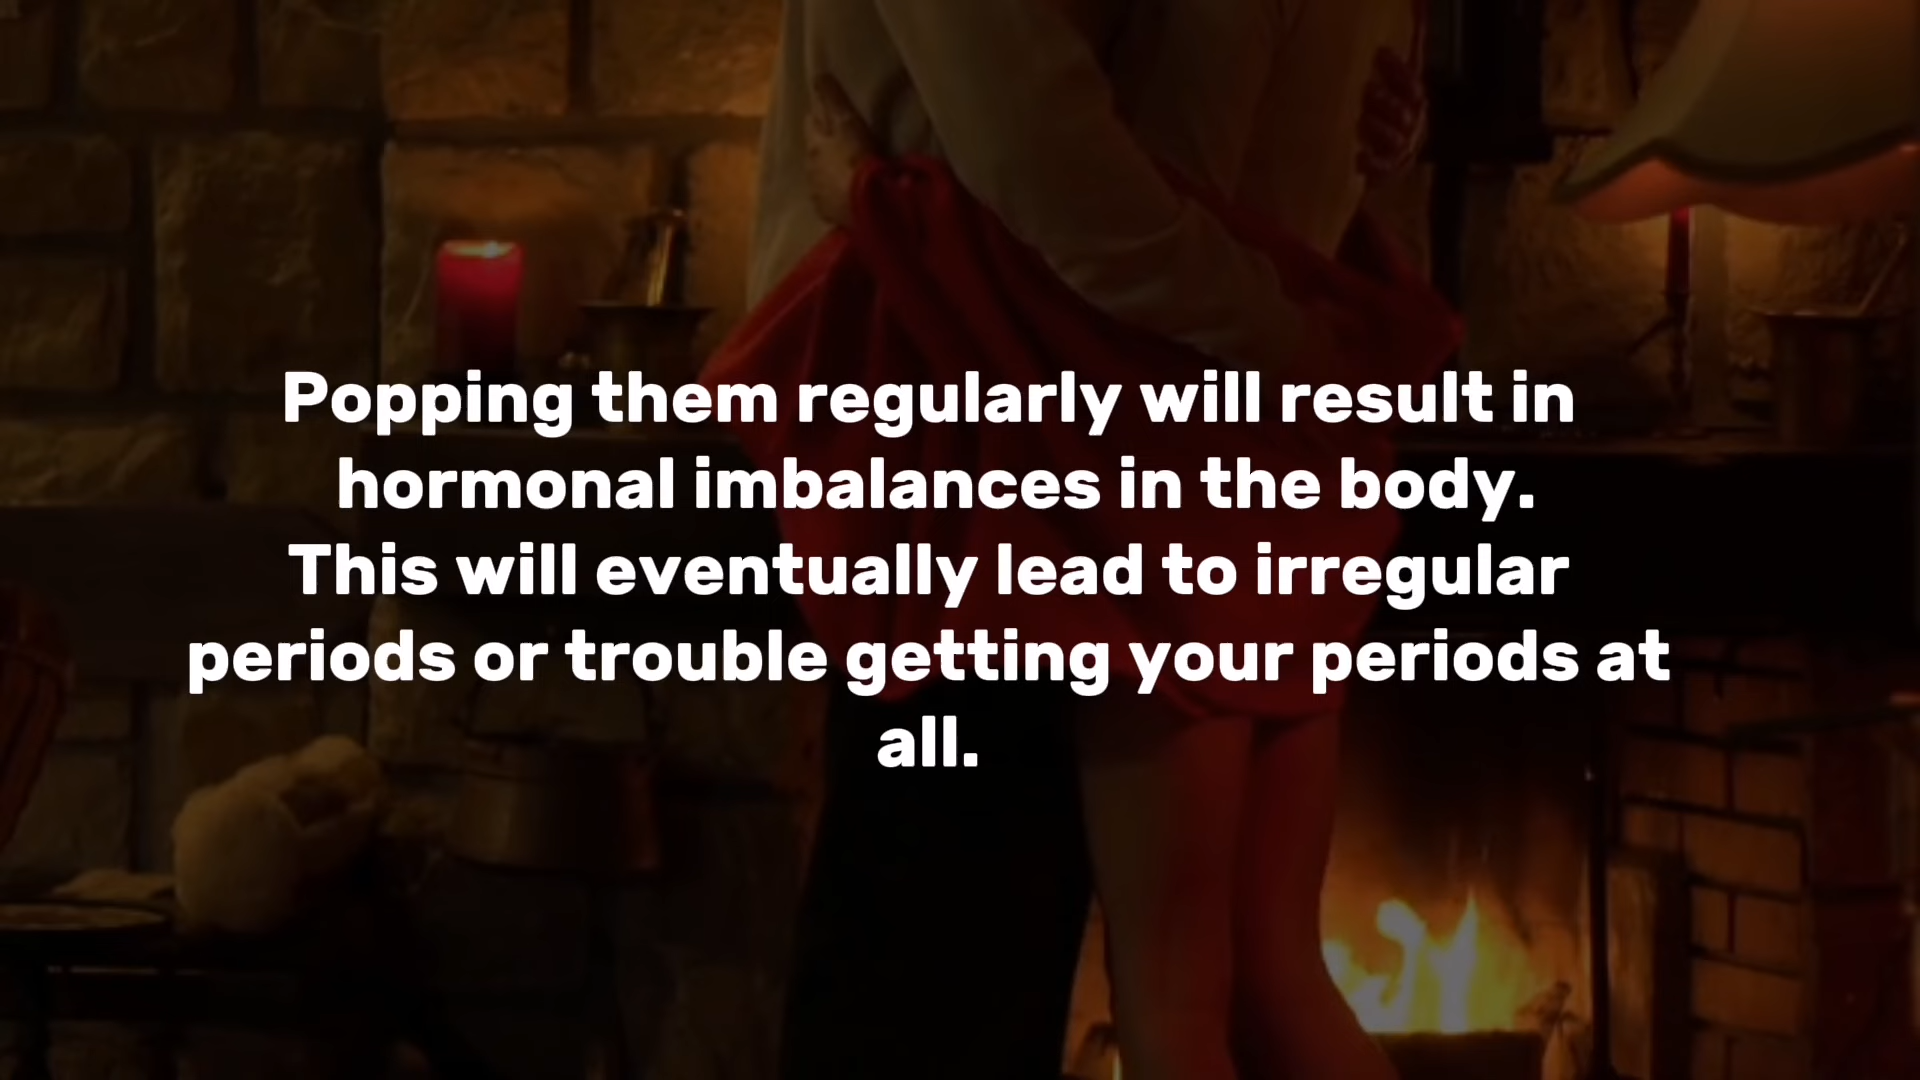 Popping them regularly will result in
hormonal imbalances in the body.
This will eventually lead to irregular
periods or trouble getting your periods at
all.